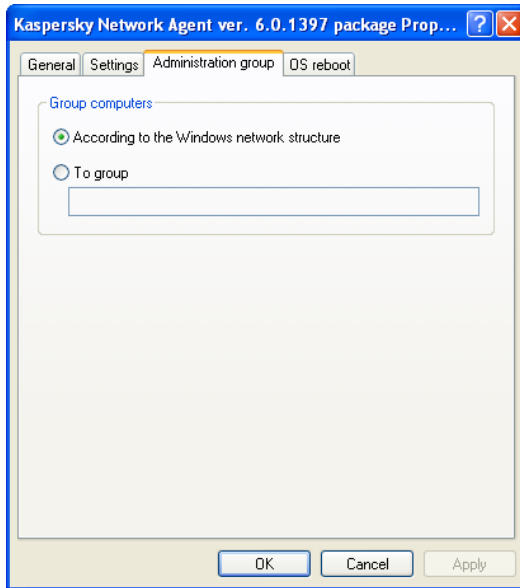 Kaspersky Network Agent ver. 6.0.1397 package Prop...
General Settings Administration group OS reboot
Group computers
According to the Windows network structure
To group
OK Cancel Apply